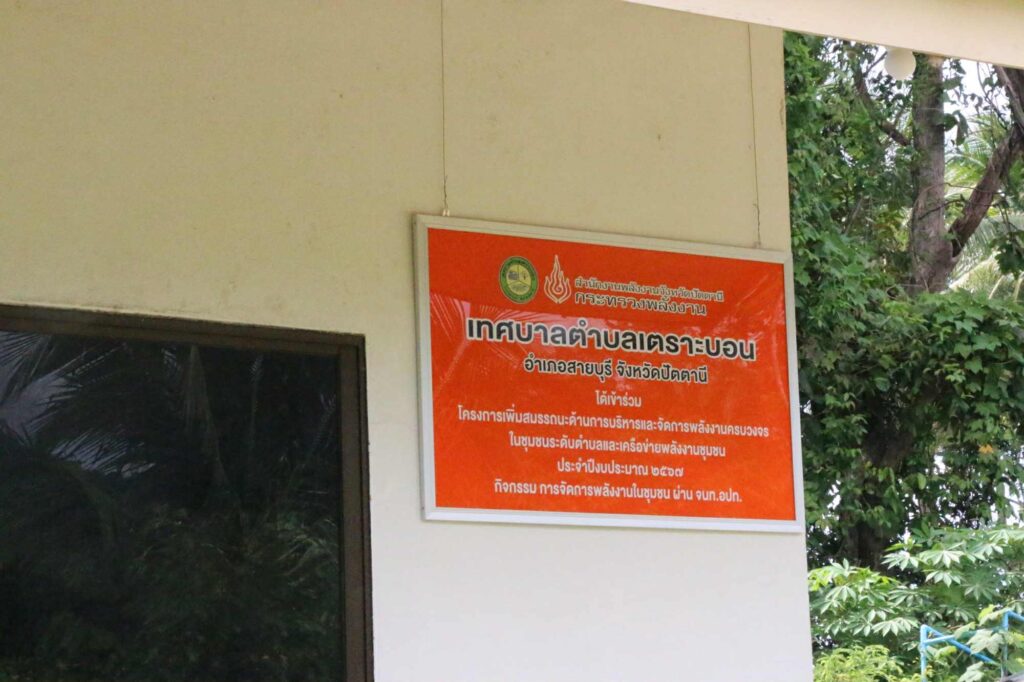 สำนักงานพลังงานจังหวัดปัตตานี
กระทรวงพลังงาน
เทศบาลตำบลเตราะบอน
อำเภอสายบุรี จังหวัดปัตตานี
ได้เข้าร่วม
โครงการเพิ่มสมรรถนะด้านการบริหารและจัดการพลังงานครบวงจร
ในชุมชนระดับตำบลและเครือข่ายพลังงานชุมชน
ประจำปีงบประมาณ ๒๕๖๗
กิจกรรม การจัดการพลังงานในชุมชน ผ่าน จนท.อปท.